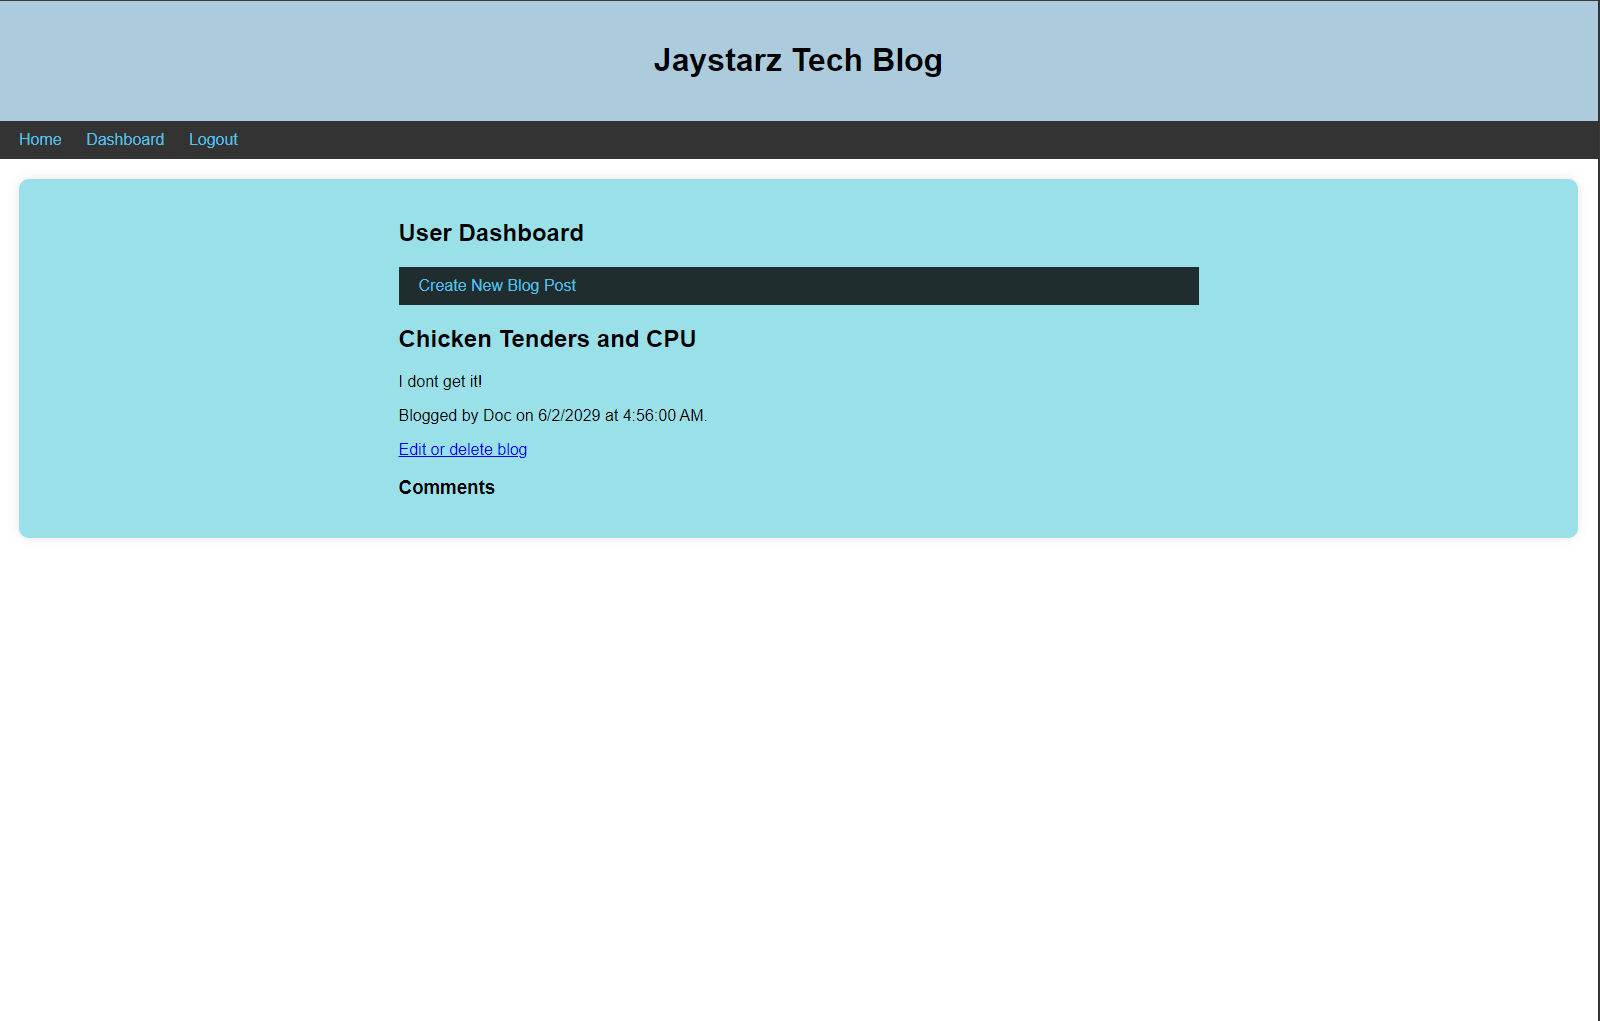 Jaystarz Tech Blog
Home Dashboard Logout
User Dashboard
Create New Blog Post
Chicken Tenders and CPU
I dont get it!
Blogged by Doc on 6/2/2029 at 4:56:00 AM.
Edit or delete blog
Comments